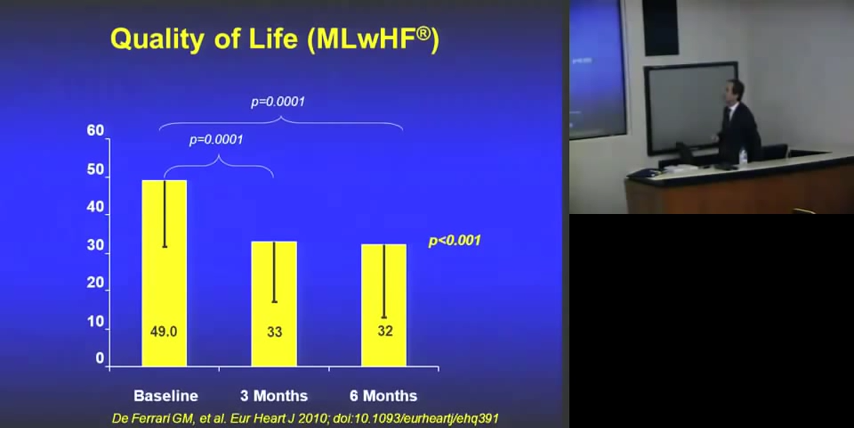 Quality of Life (MLwHF®)
p=0.0001
p=0.0001
60
50
40
30
20
10
0
p<0.001
49.0
33
32
Baseline
3 Months
6 Months
De Ferrari GM, et al. Eur Heart J 2010; doi:10.1093/eurheartj/ehq391